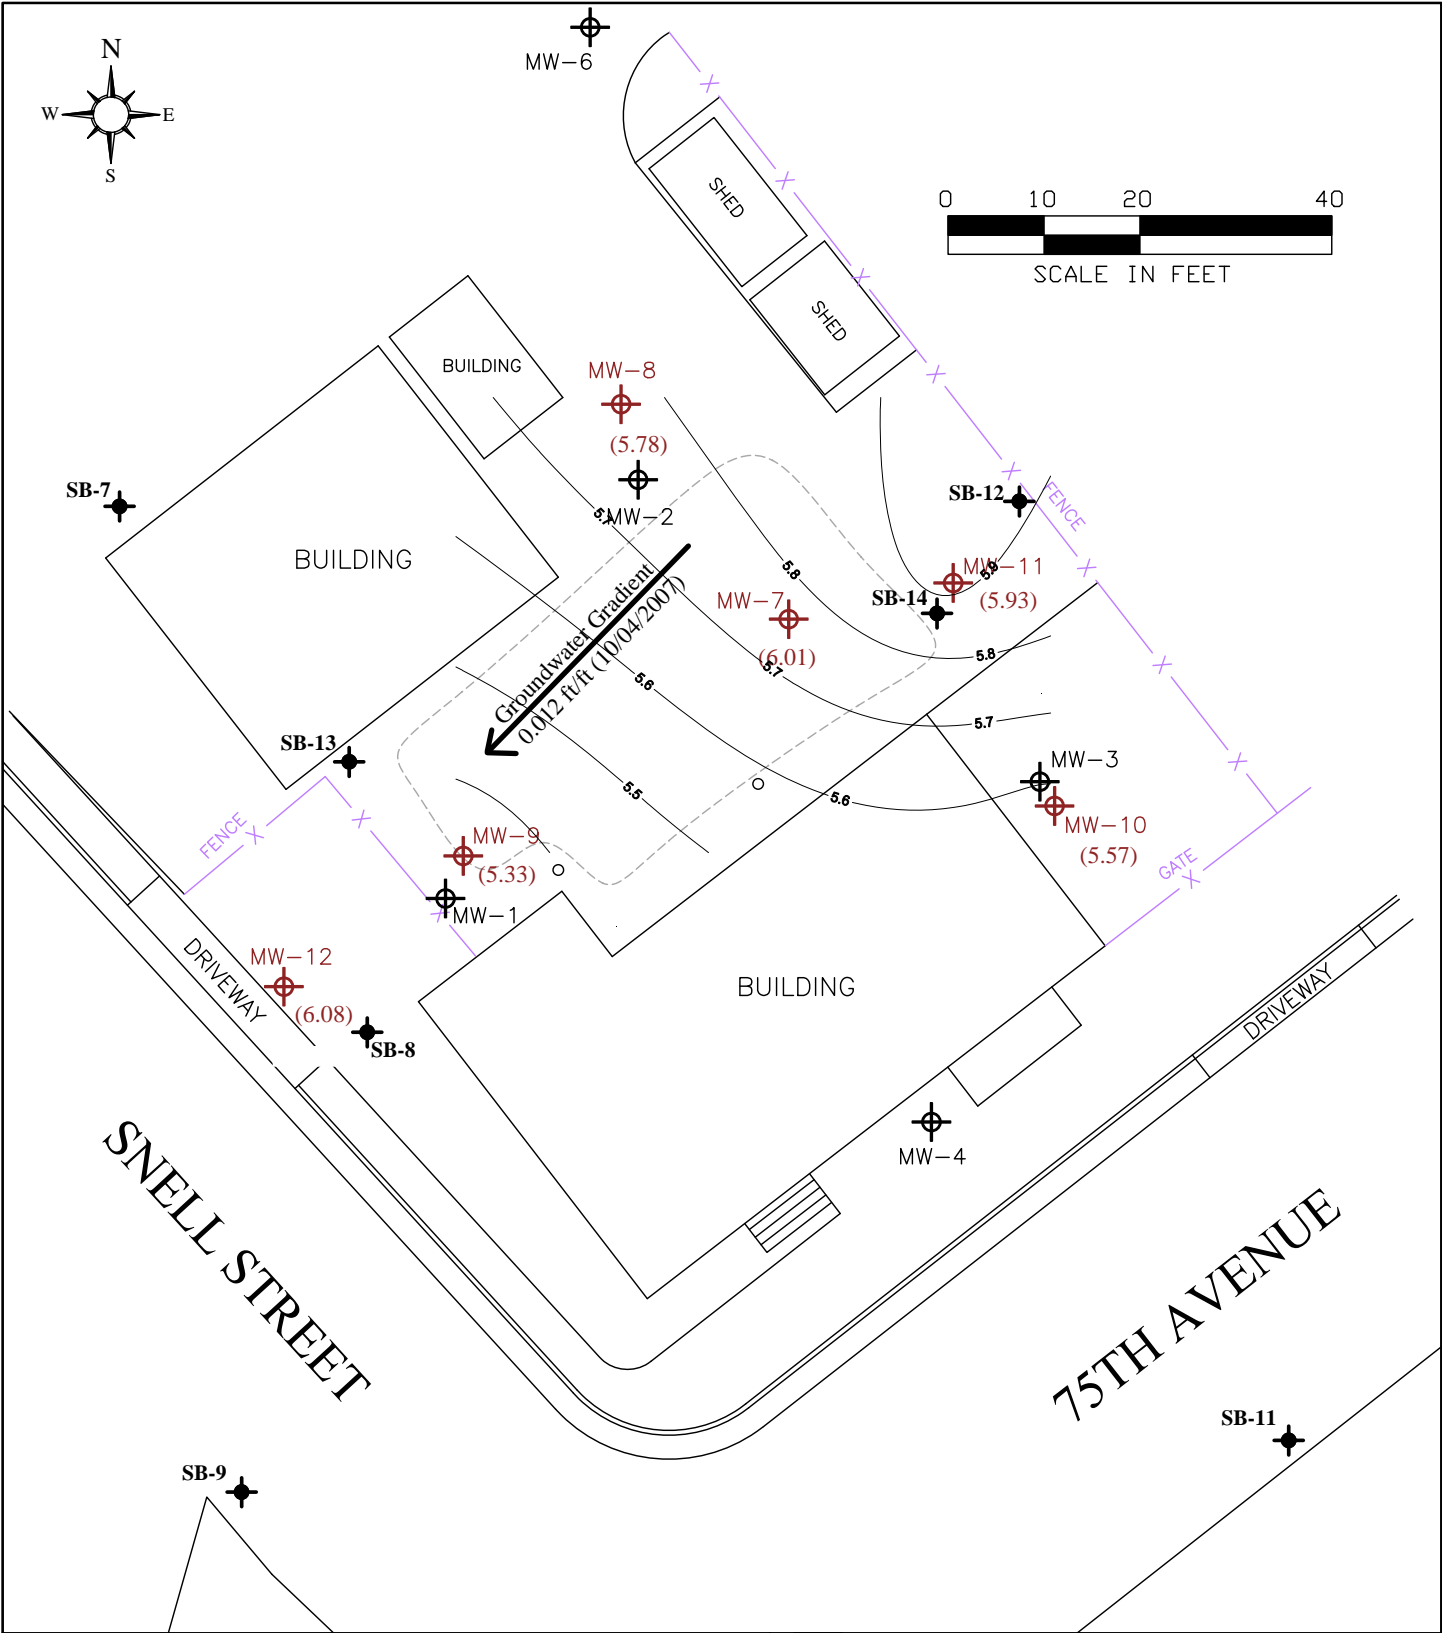 MW-6
N
W
E
S
0 10 20 40
SCALE IN FEET
X
X
SHED
X
SHED
X
BUILDING
MW-8
(5.78)
X
FENCE
SB-7
SB-12
MW-2
5.7
BUILDING
5.8
X
MW-11
5.9
(5.93)
SB-14
MW-7
(6.01)
Groundwater Gradient
0.012 ft/ft (10/04/2007)
5.8
5.7
5.6
X
5.7
SB-13
MW-3
X
5.5
5.6
FENCE
X
X
MW-9
(5.33)
MW-10
(5.57)
GATE
X
X
MW-1
MW-12
DRIVEWAY
(6.08)
SB-8
BUILDING
DRIVEWAY
MW-4
SNELL STREET
75TH AVENUE
SB-11
SB-9